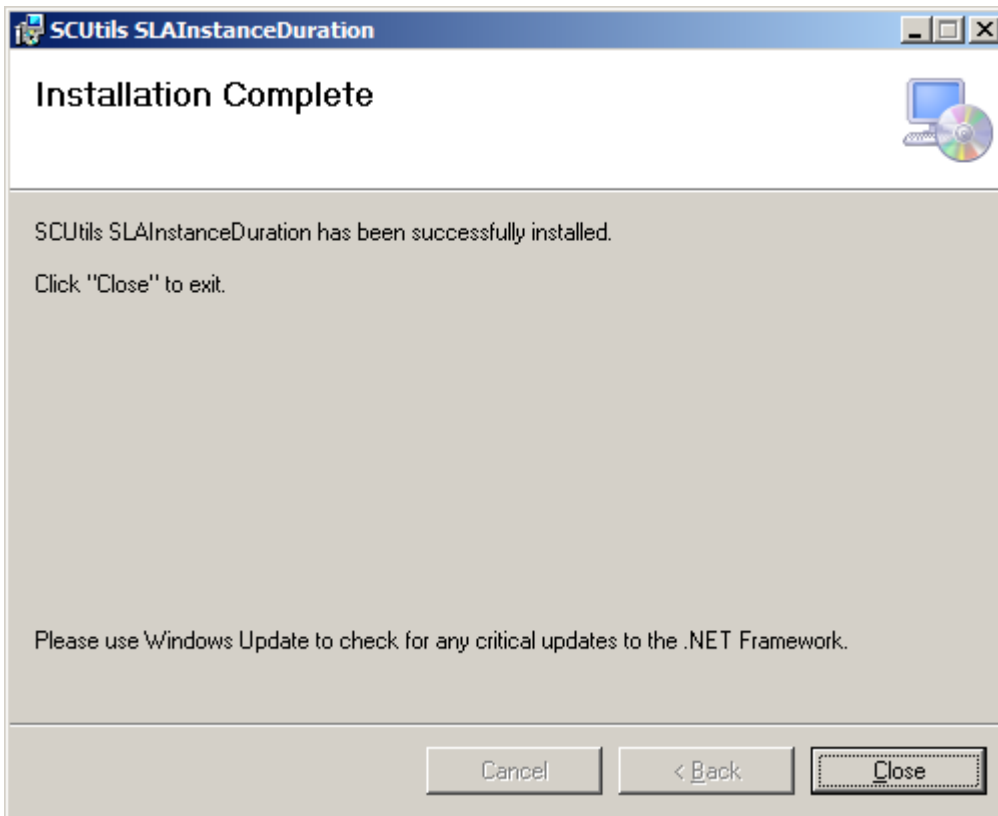 SCUtils SLAInstanceDuration
Installation Complete
SCUtils SLAInstanceDuration has been successfully installed.
Click "Close" to exit.
Please use Windows Update to check for any critical updates to the .NET Framework.
Cancel
< Back
Close